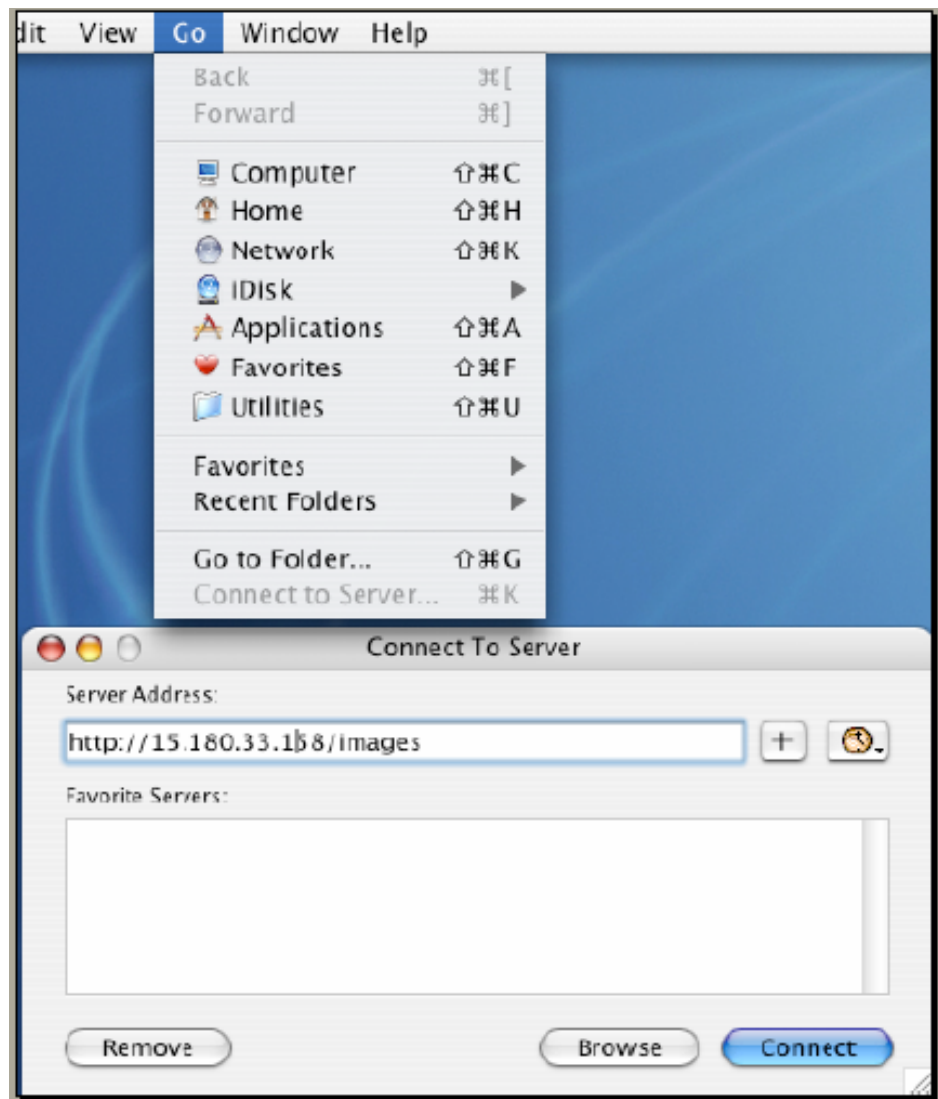 dit View Go Window Help
Back ⌘[
Forward ⌘]
Computer ⇧⌘C
Home ⇧⌘H
Network ⇧⌘K
iDisk ▶
Applications ⇧⌘A
Favorites ⇧⌘F
Utilities ⇧⌘U
Favorites ▶
Recent Folders ▶
Go to Folder... ⇧⌘G
Connect to Server... ⌘K
Connect To Server
Server Address:
http://15.180.33.168/images
Favorite Servers:
Remove Browse Connect